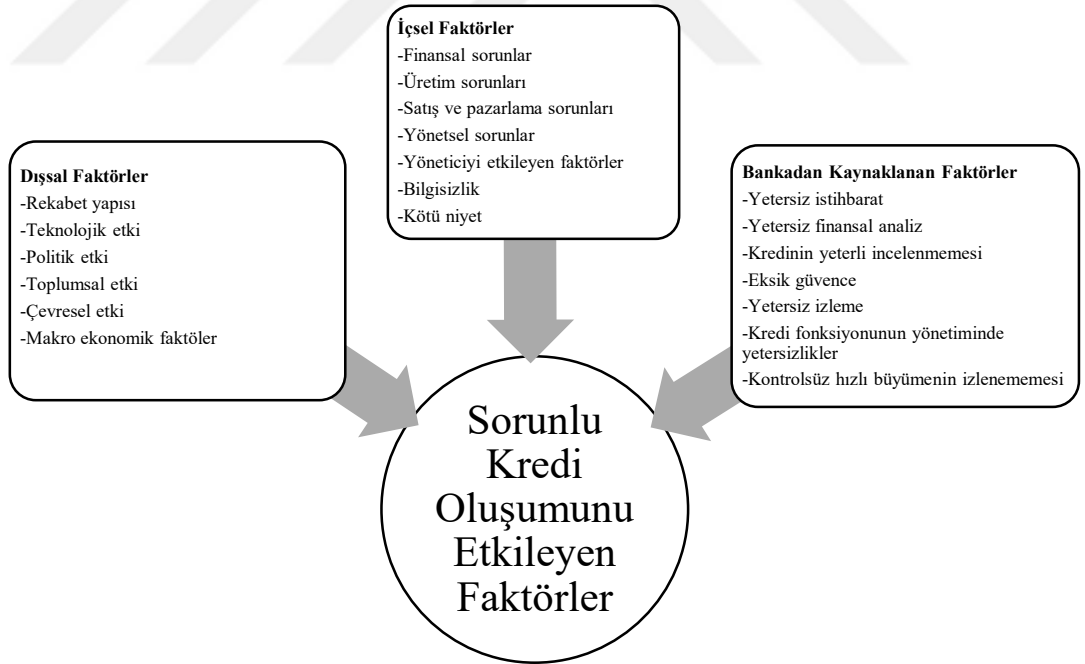 İçsel Faktörler
-Finansal sorunlar
-Üretim sorunları
-Satış ve pazarlama sorunları
-Yönetsel sorunlar
-Yöneticiyi etkileyen faktörler
-Bilgisizlik
-Kötü niyet
Dışsal Faktörler
-Rekabet yapısı
-Teknolojik etki
-Politik etki
-Toplumsal etki
-Çevresel etki
-Makro ekonomik faktöler
Bankadan Kaynaklanan Faktörler
-Yetersiz istihbarat
-Yetersiz finansal analiz
-Kredinin yeterli incelenmemesi
-Eksik güvence
-Yetersiz izleme
-Kredi fonksiyonunun yönetiminde
yetersizlikler
-Kontrolsüz hızlı büyümenin izlenememesi
Sorunlu
Kredi
Oluşumunu
Etkileyen
Faktörler